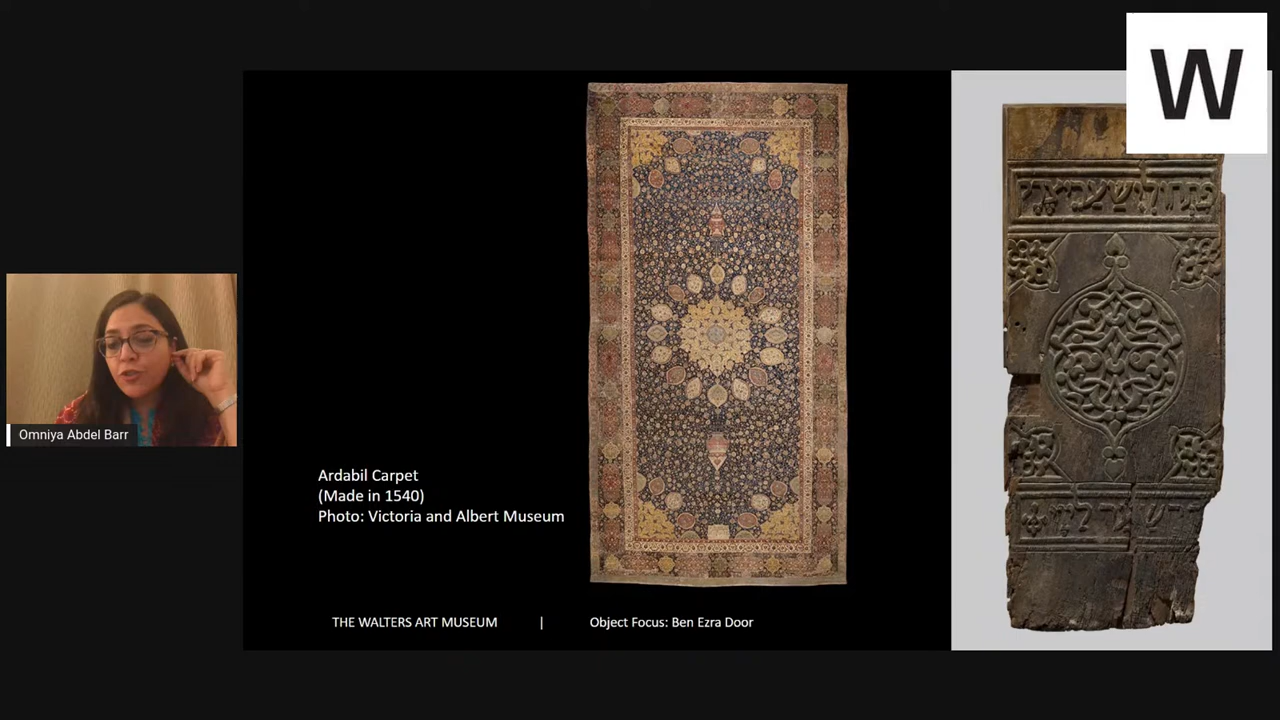 W
Omniya Abdel Barr
Ardabil Carpet
(Made in 1540)
Photo: Victoria and Albert Museum
THE WALTERS ART MUSEUM | Object Focus: Ben Ezra Door